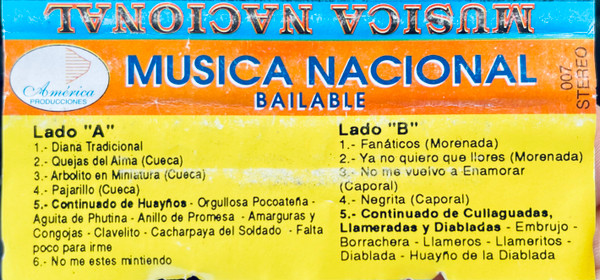 MUSICA NACIONAL
América
PRODUCCIONES
MUSICA NACIONAL
BAILABLE
007
STEREO
Lado "A"
1.- Diana Tradicional
2.- Quejas del Alma (Cueca)
3.- Arbolito en Miniatura (Cueca)
4.- Pajarillo (Cueca)
5.- Continuado de Huayños - Orgullosa Pocoateña -
Aguita de Phutina - Anillo de Promesa - Amarguras y
Congojas - Clavelito - Cacharpaya del Soldado - Falta
poco para irme
6.- No me estes mintiendo
Lado "B"
1.- Fanáticos (Morenada)
2.- Ya no quiero que llores (Morenada)
3.- No me vuelvo a Enamorar
(Caporal)
4.- Negrita (Caporal)
5.- Continuado de Cullaguadas,
Llameradas y Diabladas - Embrujo -
Borrachera - Llameros - Llameritos -
Diablada - Huayño de la Diablada